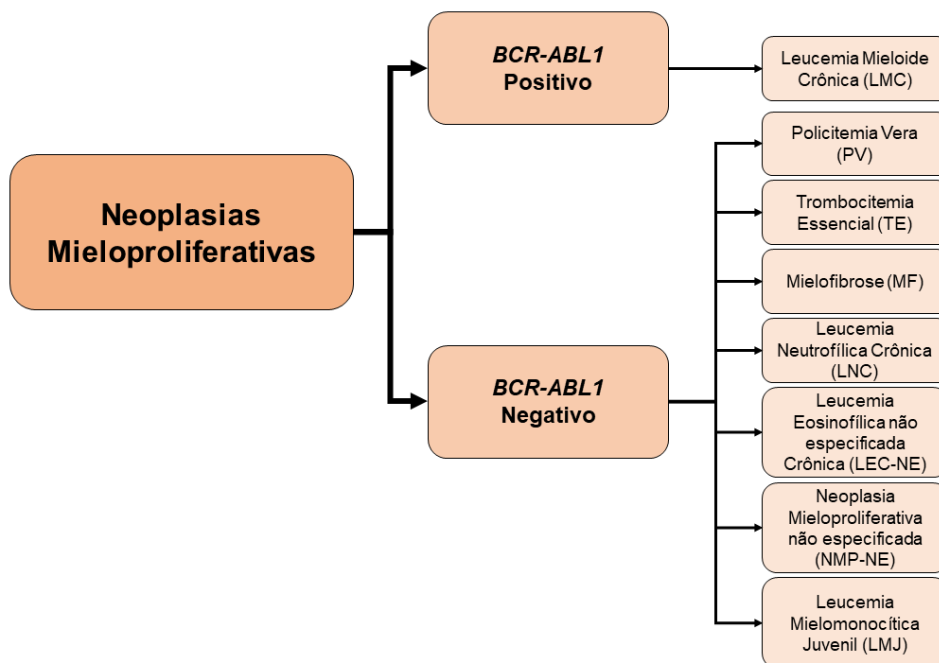 Neoplasias
Mieloproliferativas
BCR-ABL1
Positivo
Leucemia Mieloide
Crônica (LMC)
BCR-ABL1
Negativo
Policitemia Vera
(PV)
Trombocitemia
Essencial (TE)
Mielofibrose (MF)
Leucemia
Neutrofílica Crônica
(LNC)
Leucemia
Eosinofílica não
especificada
Crônica (LEC-NE)
Neoplasia
Mieloproliferativa
não especificada
(NMP-NE)
Leucemia
Mielomonocítica
Juvenil (LMJ)